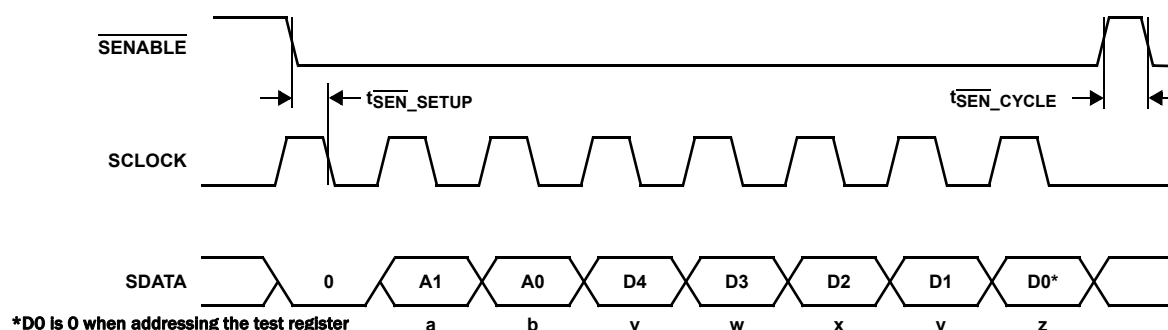 SENABLE
tSEN_SETUP
tSEN_CYCLE
SCLOCK
SDATA
0 A1 A0 D4 D3 D2 D1 D0*
*D0 is 0 when addressing the test register
a b v w x y z